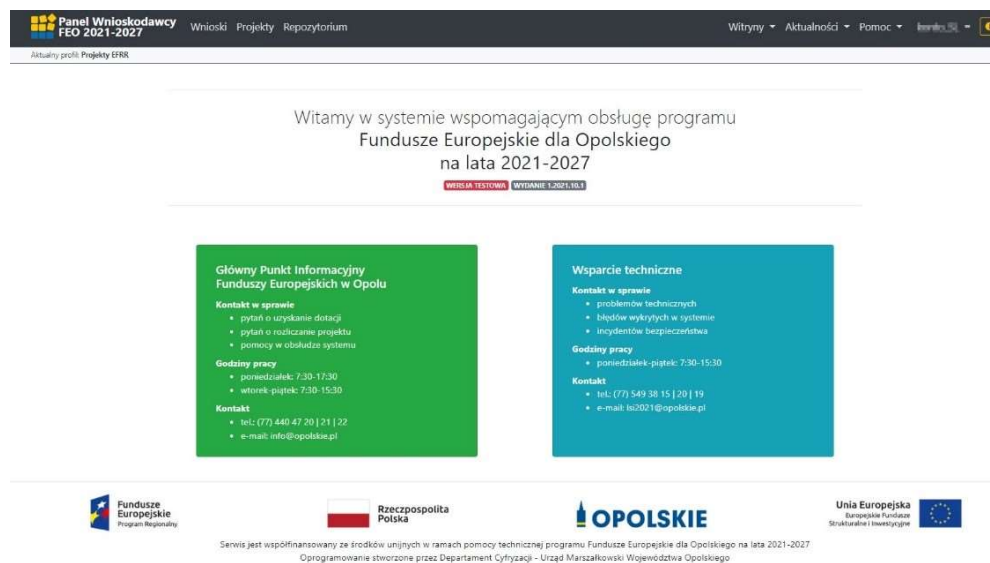 Panel Wnioskodawcy
FEO 2021-2027
Wnioski Projekty Repozytorium
Witryny Aktualności Pomoc
Aktualny profil: Projekty EFRR
Witamy w systemie wspomagającym obsługę programu
Fundusze Europejskie dla Opolskiego
na lata 2021-2027
WERSJA TESTOWA WYDANIE 1.2021.10.1
Główny Punkt Informacyjny
Funduszy Europejskich w Opolu
Kontakt w sprawie
• pytań o uzyskanie dotacji
• pytań o rozliczanie projektu
• pomocy w obsłudze systemu
Godziny pracy
• poniedziałek: 7:30-17:30
• wtorek-piątek: 7:30-15:30
Kontakt
• tel.: (77) 440 47 20 | 21 | 22
• e-mail: info@opolskie.pl
Wsparcie techniczne
Kontakt w sprawie
• problemów technicznych
• błędów wykrytych w systemie
• incydentów bezpieczeństwa
Godziny pracy
• poniedziałek-piątek: 7:30-15:30
Kontakt
• tel.: (77) 549 38 15 | 20 | 19
• e-mail: lsi2021@opolskie.pl
Fundusze
Europejskie
Program Regionalny
Rzeczpospolita
Polska
OPOLSKIE
Unia Europejska
Europejskie Fundusze
Strukturalne i Inwestycyjne
Serwis jest współfinansowany ze środków unijnych w ramach pomocy technicznej programu Fundusze Europejskie dla Opolskiego na lata 2021-2027
Oprogramowanie stworzone przez Departament Cyfryzacji - Urząd Marszałkowski Województwa Opolskiego